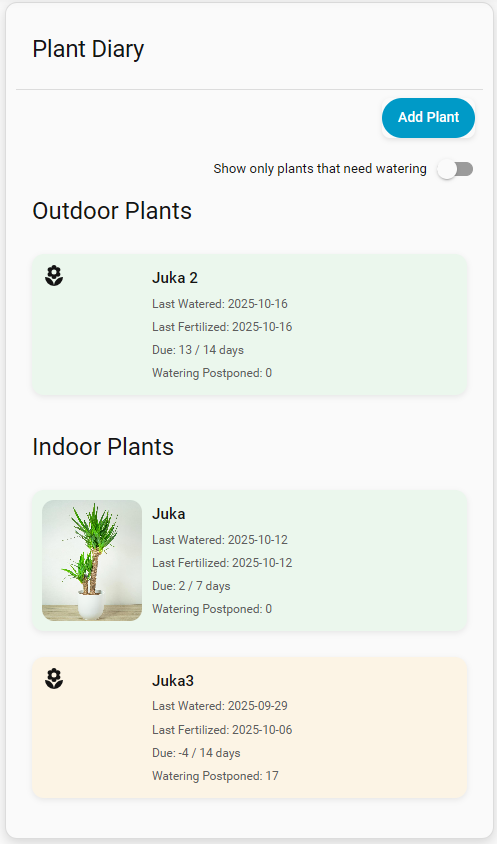 Plant Diary
Add Plant
Show only plants that need watering
Outdoor Plants
Juka 2
Last Watered: 2025-10-16
Last Fertilized: 2025-10-16
Due: 13 / 14 days
Watering Postponed: 0
Indoor Plants
Juka
Last Watered: 2025-10-12
Last Fertilized: 2025-10-12
Due: 2 / 7 days
Watering Postponed: 0
Juka3
Last Watered: 2025-09-29
Last Fertilized: 2025-10-06
Due: -4 / 14 days
Watering Postponed: 17